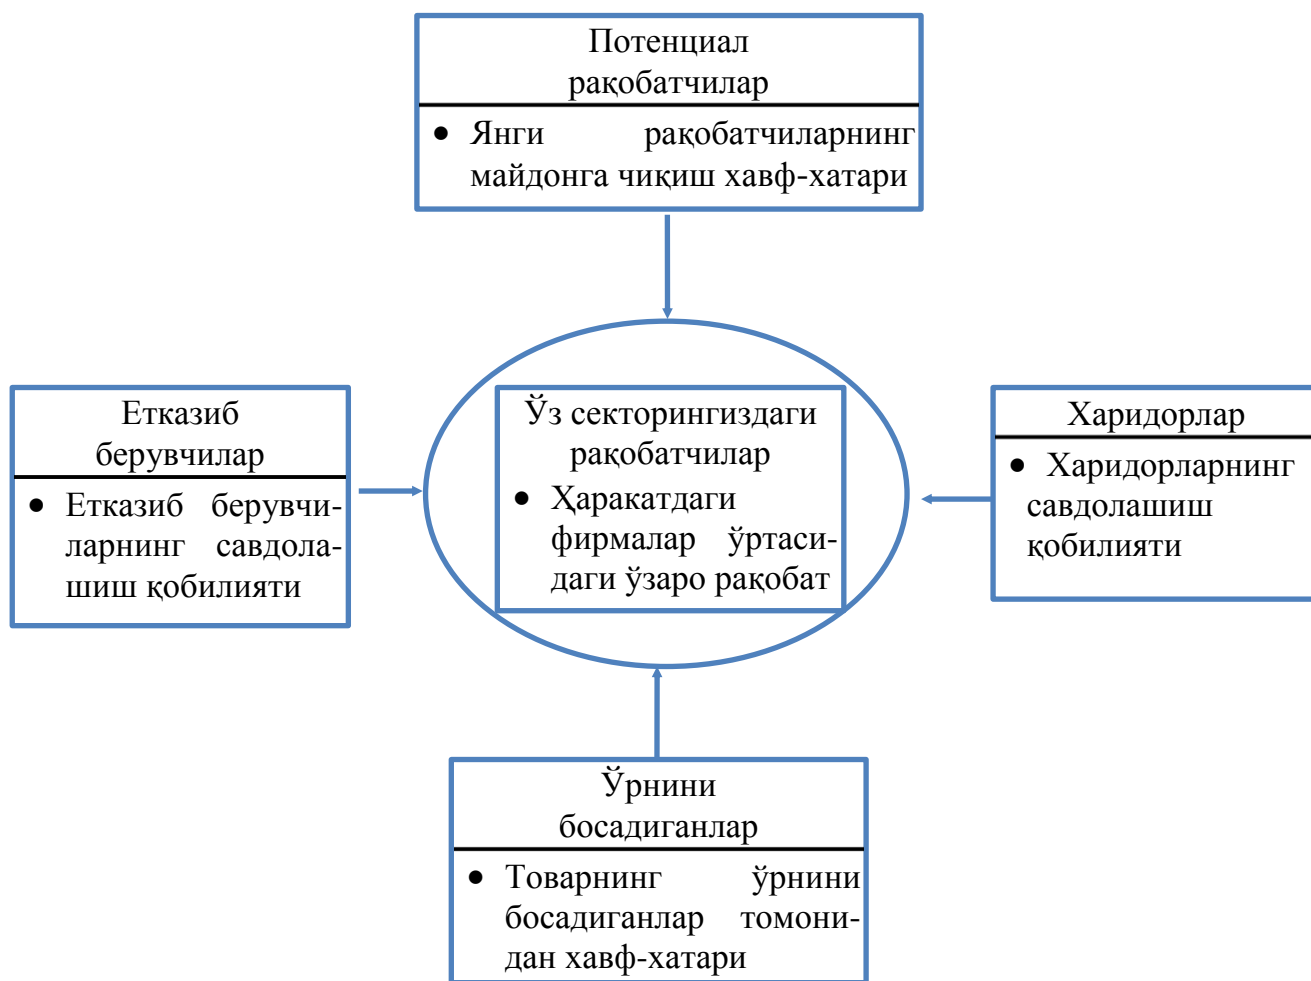 Потенциал
рақобатчилар
● Янги рақобатчиларнинг
майдонга чиқиш хавф-хатари
Етказиб
берувчилар
● Етказиб берувчи-
ларнинг савдола-
шиш қобилияти
Ўз секторингиздаги
рақобатчилар
● Ҳаракатдаги
фирмалар ўртаси-
даги ўзаро рақобат
Харидорлар
● Харидорларнинг
савдолашиш
қобилияти
Ўрнини
босадиганлар
● Товарнинг ўрнини
босадиганлар томони-
дан хавф-хатари